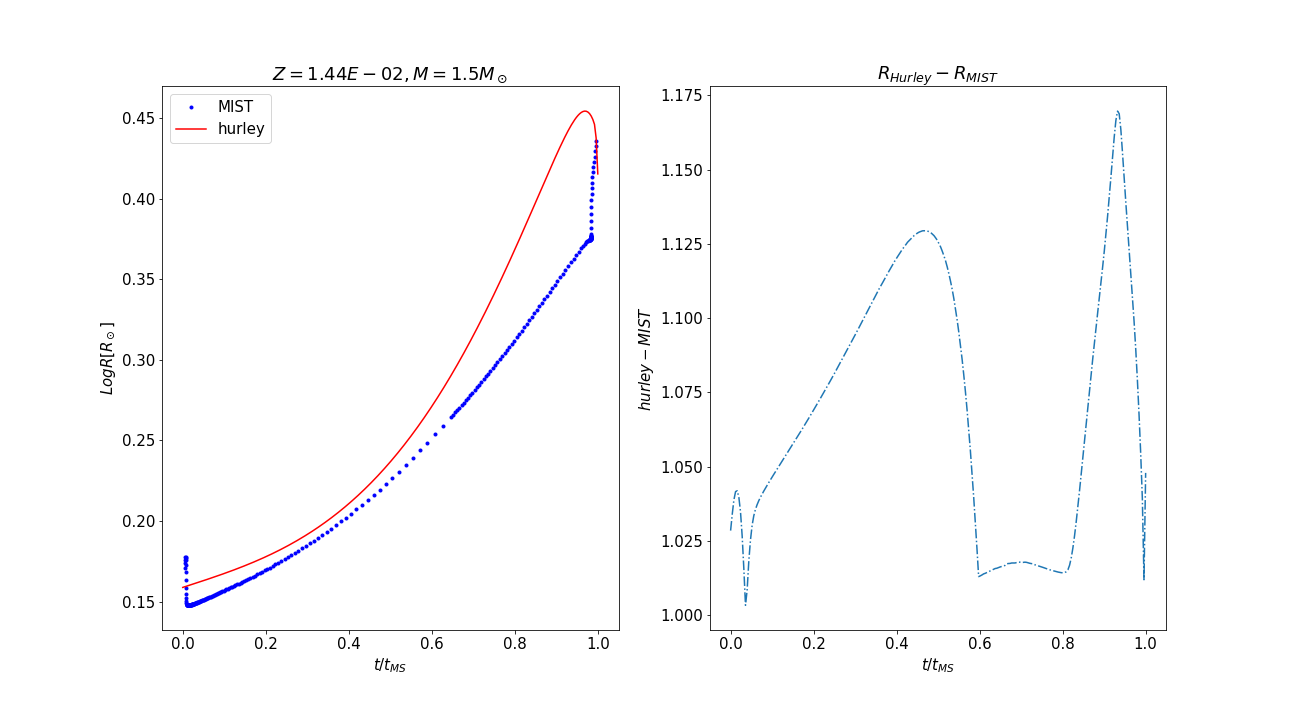 Z = 1.44E − 02, M = 1.5M⊙
MIST
hurley
0.45
0.40
0.35
0.30
0.25
0.20
0.15
LogR[R⊙]
0.0 0.2 0.4 0.6 0.8 1.0
t/tMS
RHurley − RMIST
1.175
1.150
1.125
1.100
1.075
1.050
1.025
1.000
hurley − MIST
0.0 0.2 0.4 0.6 0.8 1.0
t/tMS